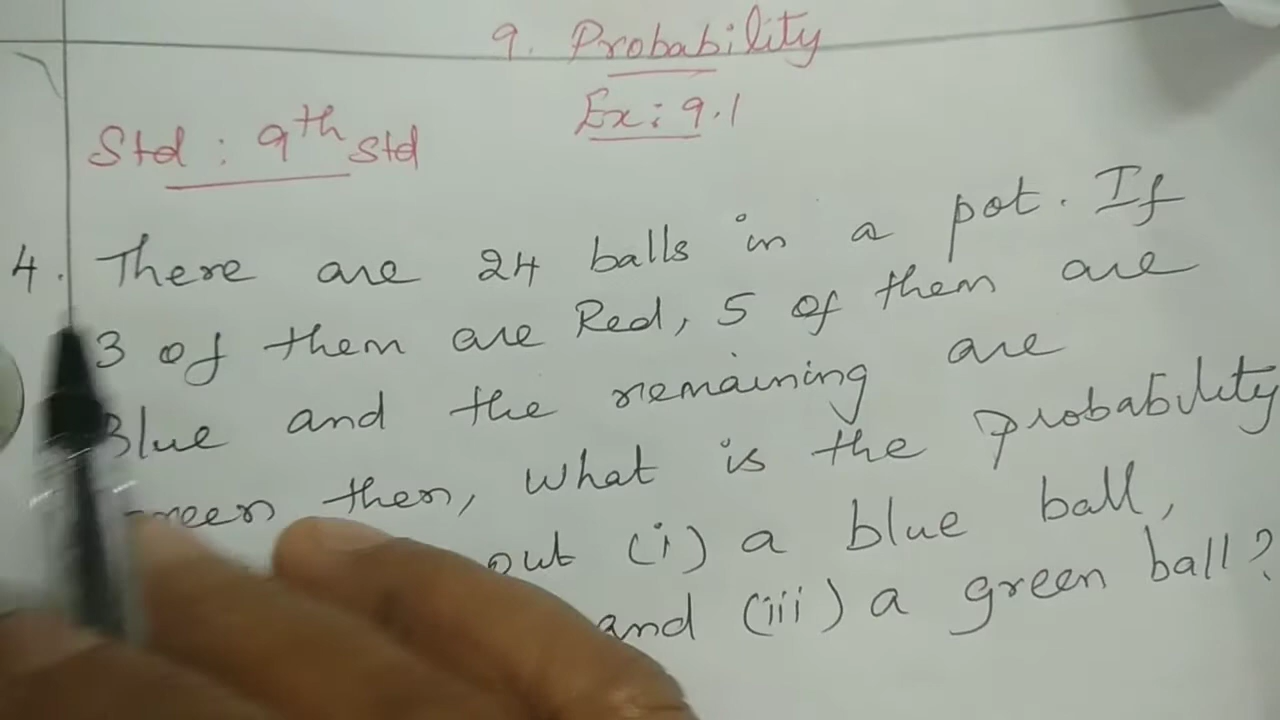 9. Probability
Ex: 9.1
Std: 9th std
4. There are 24 balls in a pot. If
3 of them are Red, 5 of them are
Blue and the remaining are
then, what is the probability
out (i) a blue ball,
and (iii) a green ball?